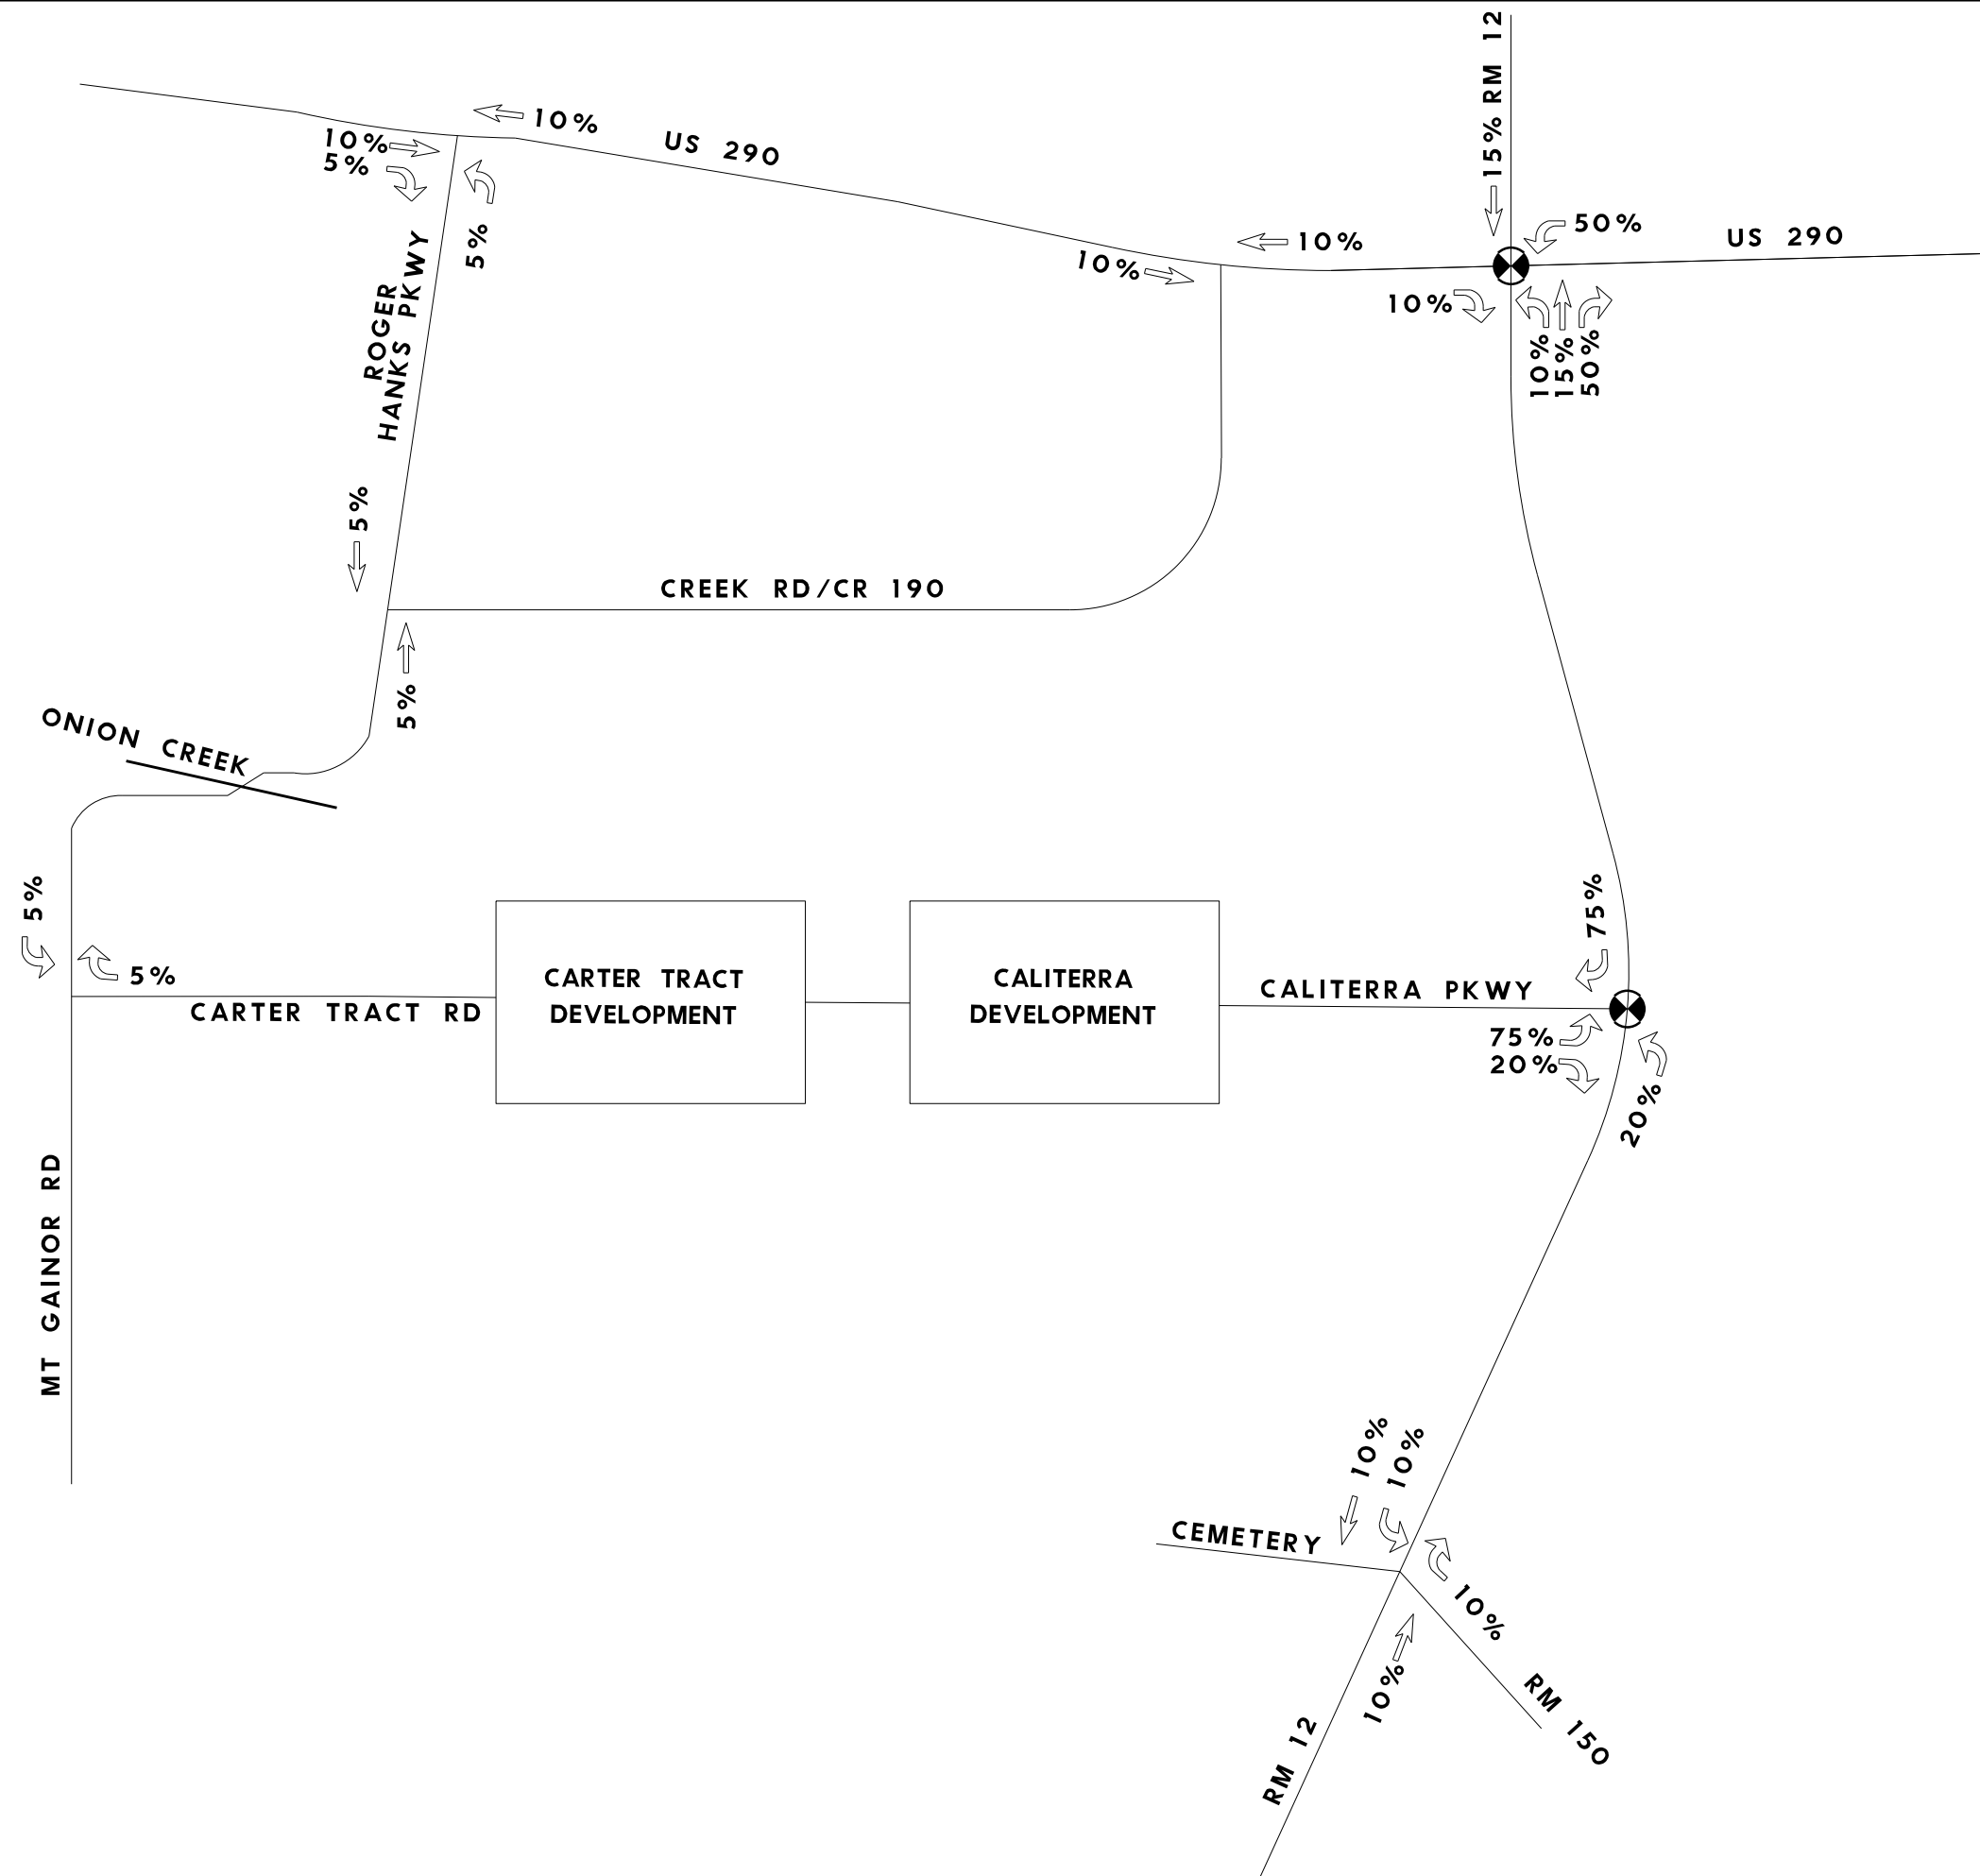 15% RM 12
10%
US 290
10%
5%
5%
50%
US 290
10%
10%
10%
10%
15%
50%
ROGER
HANKS PKWY
5%
CREEK RD/CR 190
5%
ONION CREEK
5%
75%
5%
CARTER TRACT RD
CARTER TRACT
DEVELOPMENT
CALITERRA
DEVELOPMENT
CALITERRA PKWY
75%
20%
20%
MT GAINOR RD
10%
10%
CEMETERY
10%
10%
RM 150
RM 12